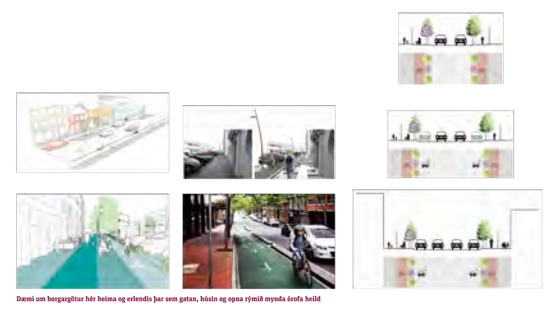 Dæmi um borgargötur hér heima og erlendis þar sem gatan, húsin og opna rýmið mynda órofa heild